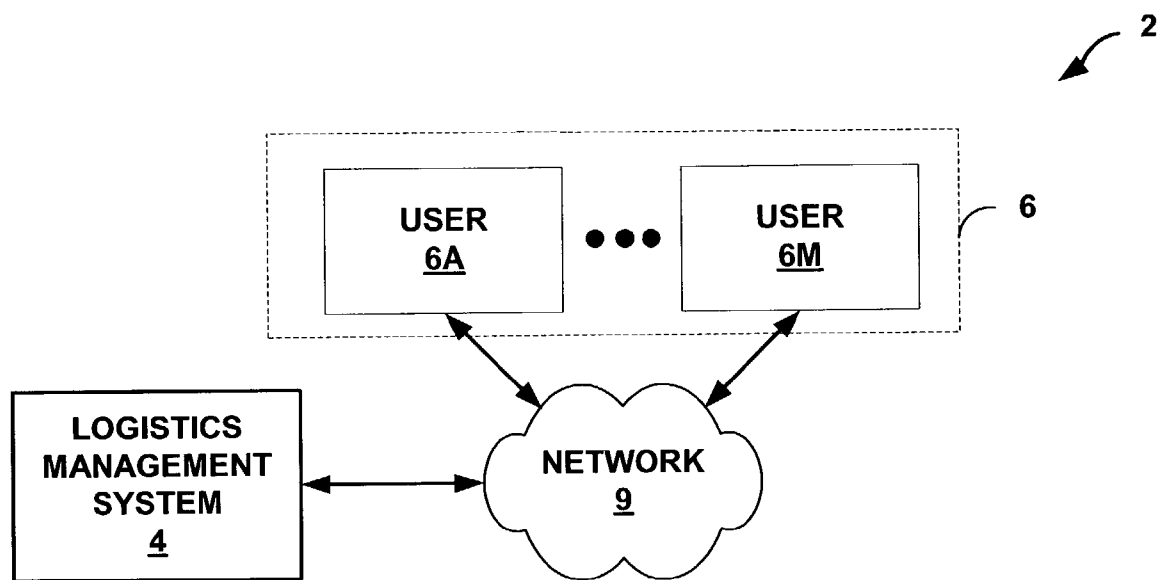 2
USER
6A
USER
6M
6
LOGISTICS
MANAGEMENT
SYSTEM
4
NETWORK
9